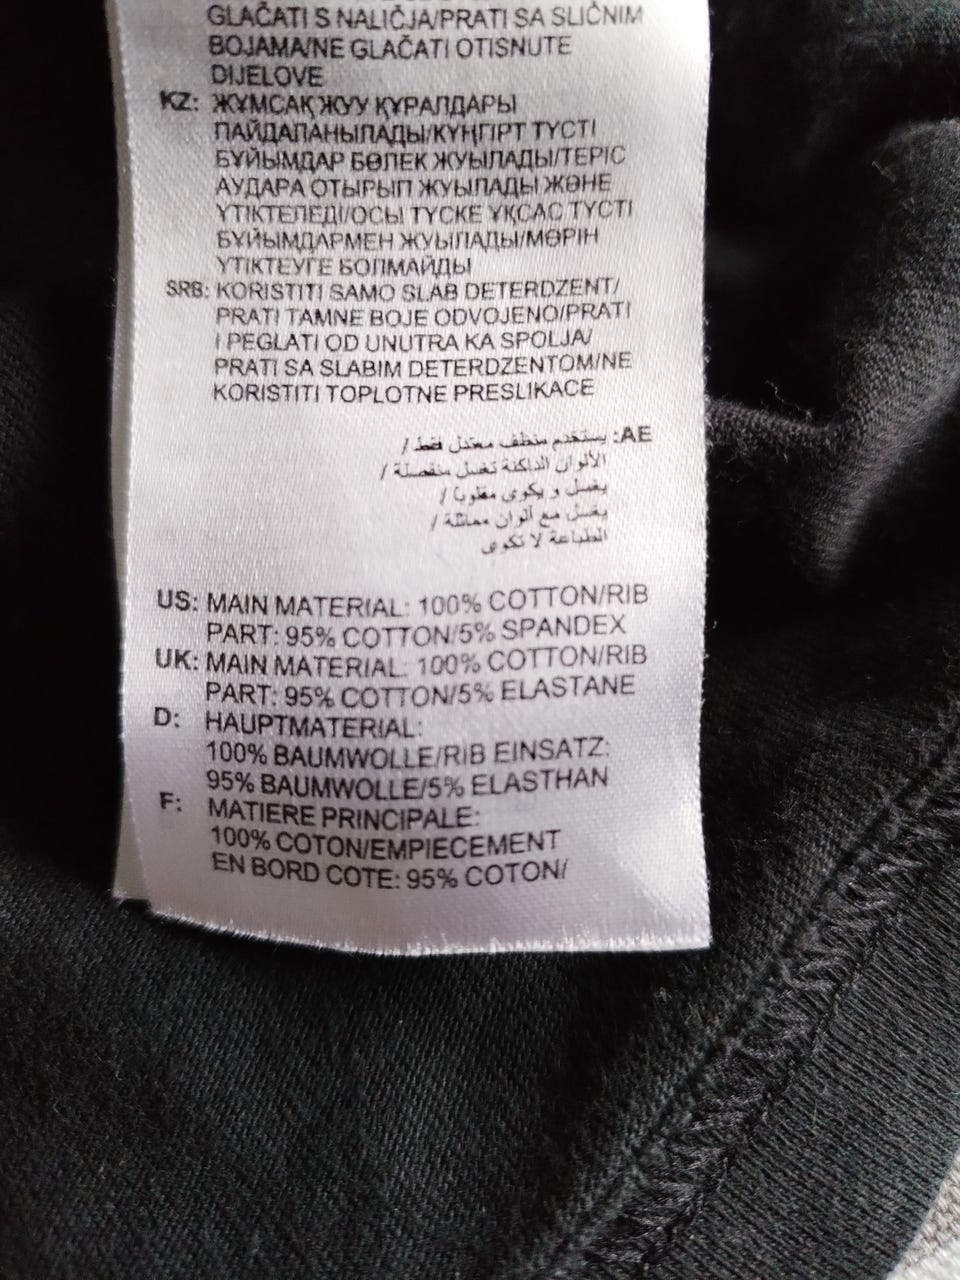 GLAČATI S NALIČJA/PRATI SA SLIČNIM
BOJAMA/NE GLAČATI OTISNUTE
DIJELOVE
KZ: ЖҰМСАҚ ЖУУ ҚҰРАЛДАРЫ
ПАЙДАЛАНЫЛАДЫ/КҮҢГІРТ ТҮСТІ
БҰЙЫМДАР БӨЛЕК ЖУЫЛАДЫ/ТЕРІС
АУДАРА ОТЫРЫП ЖУЫЛАДЫ ЖӘНЕ
ҮТІКТЕЛЕДІ/ОСЫ ТҮСКЕ ҰҚСАС ТҮСТІ
БҰЙЫМДАРМЕН ЖУЫЛАДЫ/МӨРІН
ҮТІКТЕУГЕ БОЛМАЙДЫ
SRB: KORISTITI SAMO SLAB DETERDZENT/
PRATI TAMNE BOJE ODVOJENO/PRATI
I PEGLATI OD UNUTRA KA SPOLJA/
PRATI SA SLABIM DETERDZENTOM/NE
KORISTITI TOPLOTNE PRESLIKACE
AE: يستخدم منظف معتدل فقط /
الألوان الداكنة تغسل منفصلة /
يغسل و يكوى مقلوبا /
يغسل مع ألوان مماثلة /
الطباعة لا تكوى
US: MAIN MATERIAL: 100% COTTON/RIB
PART: 95% COTTON/5% SPANDEX
UK: MAIN MATERIAL: 100% COTTON/RIB
PART: 95% COTTON/5% ELASTANE
D: HAUPTMATERIAL:
100% BAUMWOLLE/RIB EINSATZ:
95% BAUMWOLLE/5% ELASTHAN
F: MATIERE PRINCIPALE:
100% COTON/EMPIECEMENT
EN BORD COTE: 95% COTON/